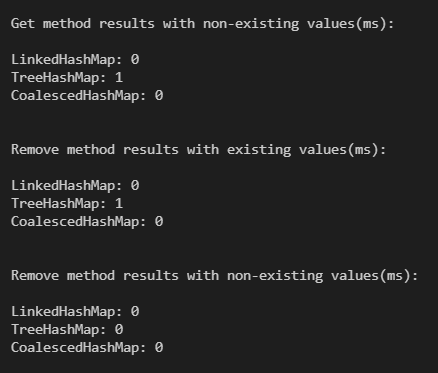 Get method results with non-existing values(ms):
LinkedHashMap: 0
TreeHashMap: 1
CoalescedHashMap: 0
Remove method results with existing values(ms):
LinkedHashMap: 0
TreeHashMap: 1
CoalescedHashMap: 0
Remove method results with non-existing values(ms):
LinkedHashMap: 0
TreeHashMap: 0
CoalescedHashMap: 0